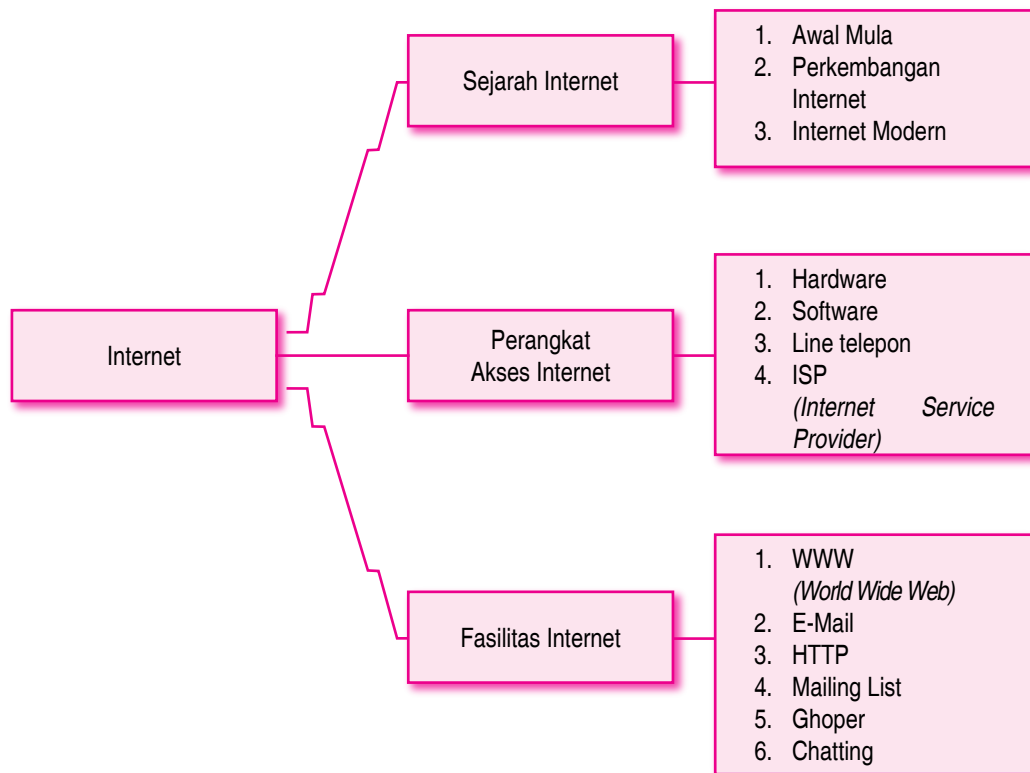 Internet
Sejarah Internet
1. Awal Mula
2. Perkembangan
Internet
3. Internet Modern
Perangkat
Akses Internet
1. Hardware
2. Software
3. Line telepon
4. ISP
(Internet Service
Provider)
Fasilitas Internet
1. WWW
(World Wide Web)
2. E-Mail
3. HTTP
4. Mailing List
5. Ghoper
6. Chatting